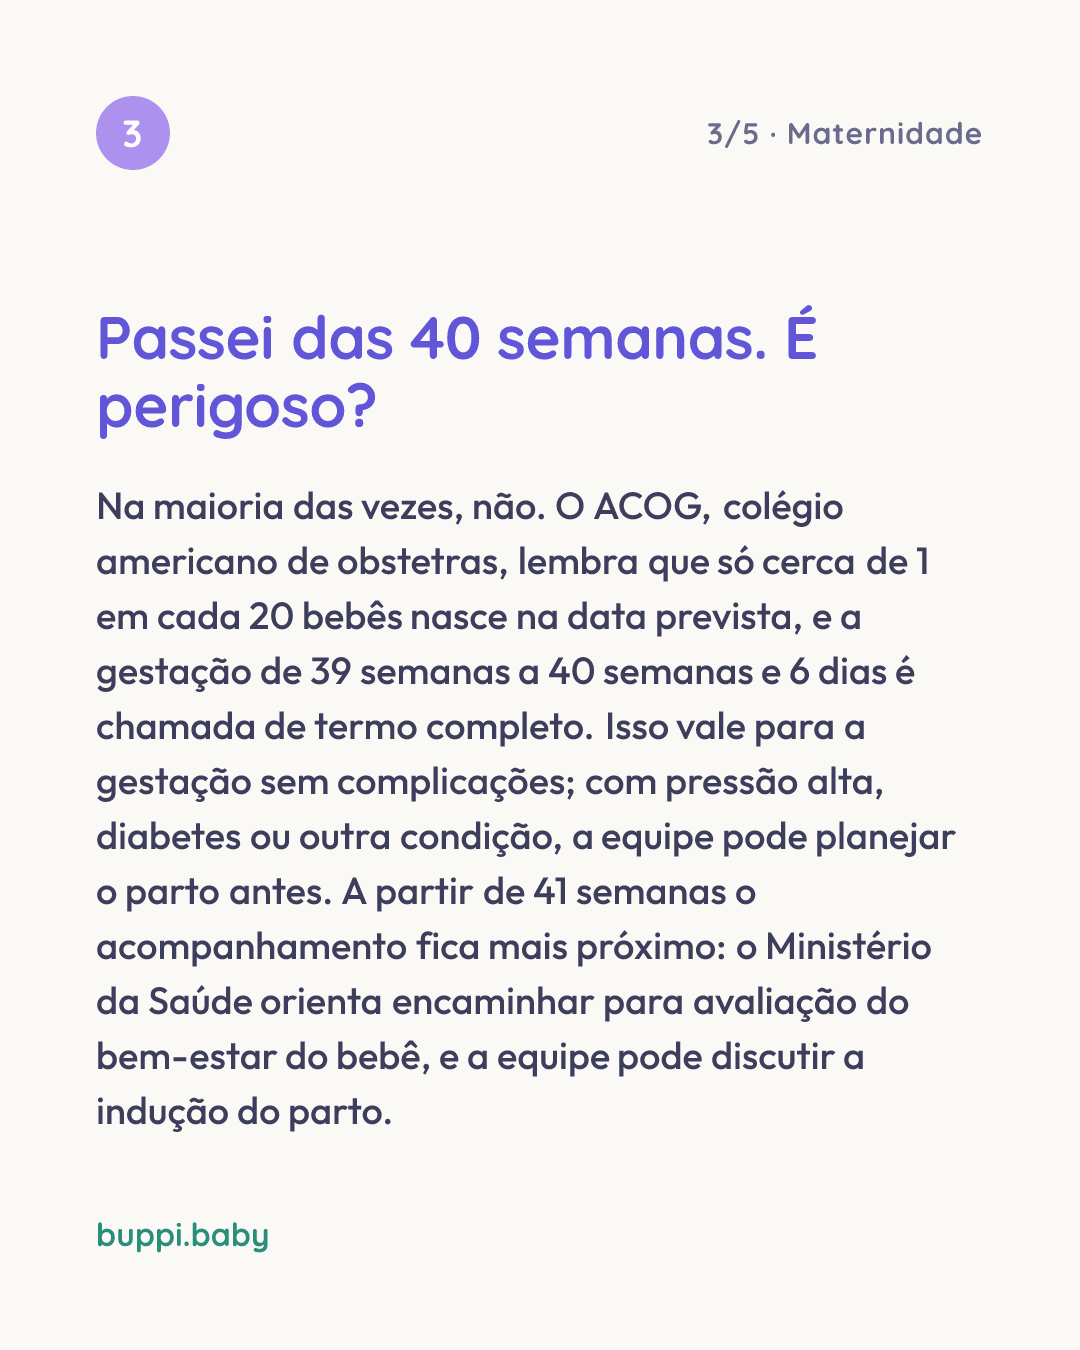 3
3/5 · Maternidade
Passei das 40 semanas. É
perigoso?
Na maioria das vezes, não. O ACOG, colégio
americano de obstetras, lembra que só cerca de 1
em cada 20 bebês nasce na data prevista, e a
gestação de 39 semanas a 40 semanas e 6 dias é
chamada de termo completo. Isso vale para a
gestação sem complicações; com pressão alta,
diabetes ou outra condição, a equipe pode planejar
o parto antes. A partir de 41 semanas o
acompanhamento fica mais próximo: o Ministério
da Saúde orienta encaminhar para avaliação do
bem-estar do bebê, e a equipe pode discutir a
indução do parto.
buppi.baby